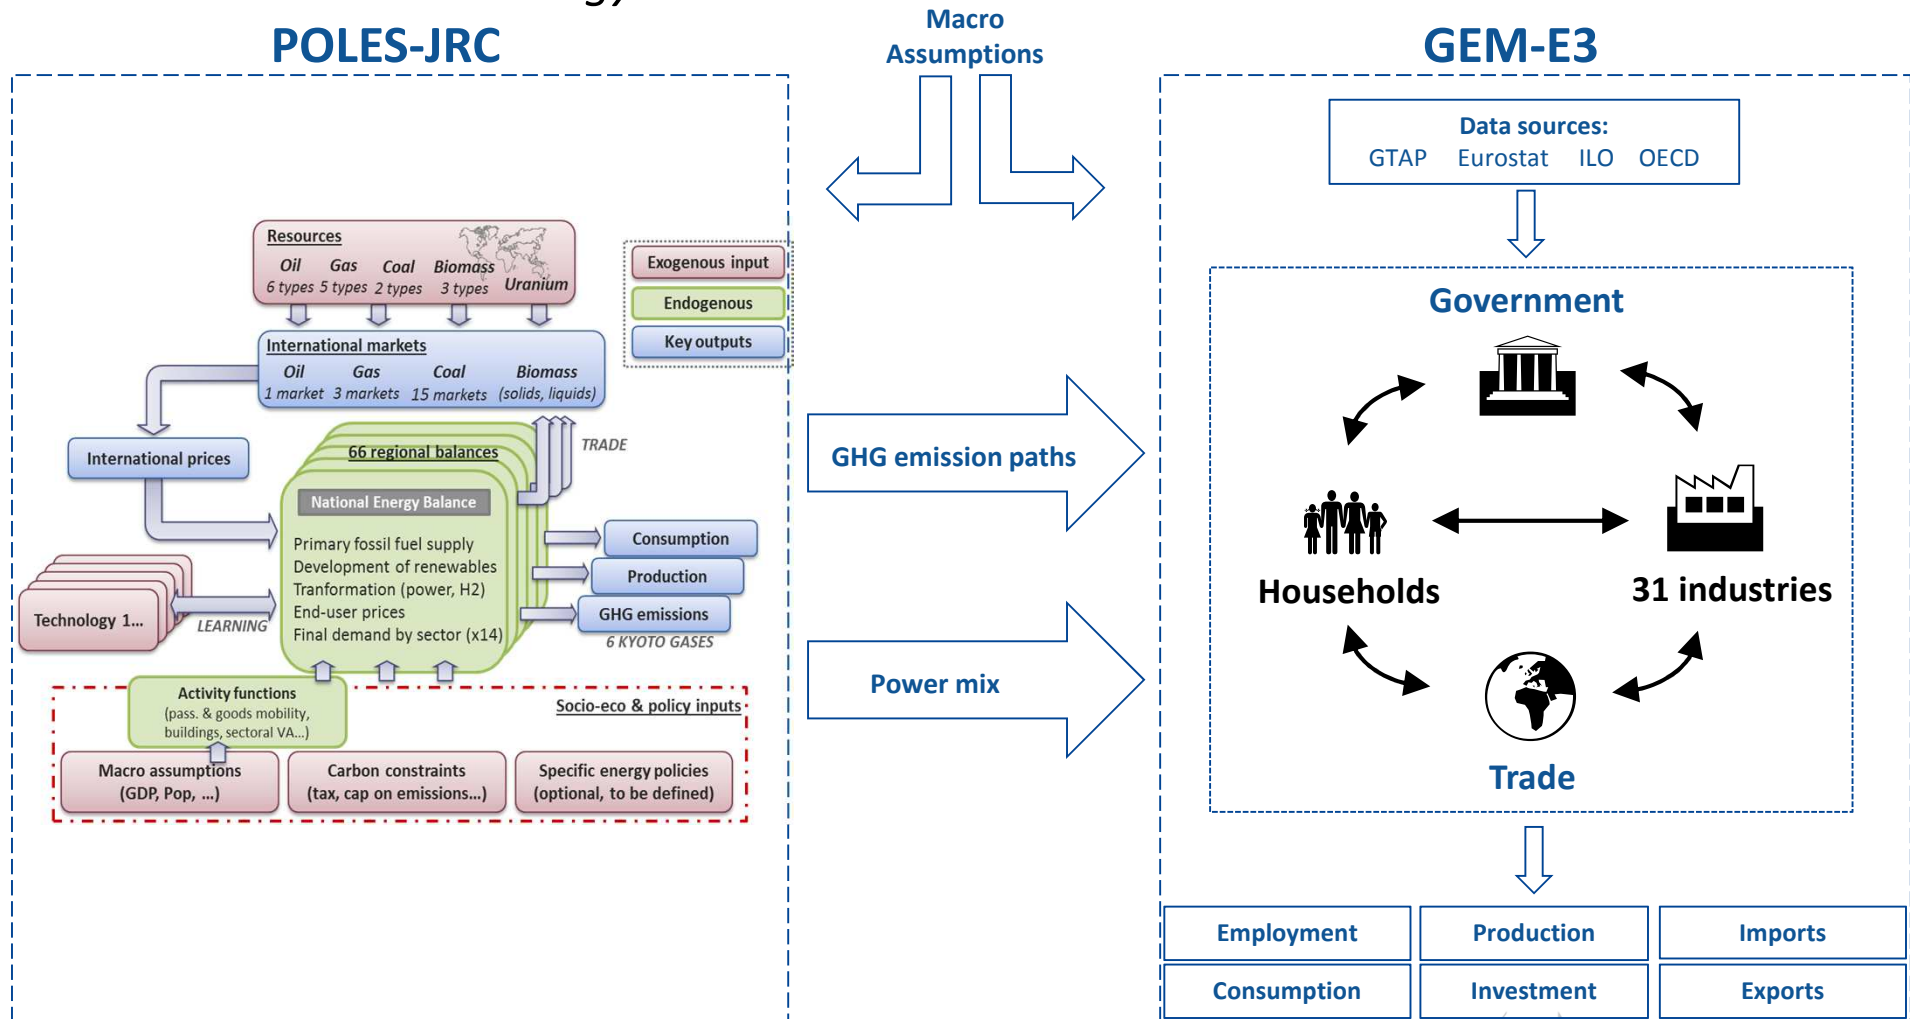 POLES-JRC
Macro
Assumptions
GEM-E3
Data sources:
GTAP Eurostat ILO OECD
Resources
Oil Gas Coal Biomass Uranium
6 types 5 types 2 types 3 types
Exogenous input
Endogenous
Key outputs
International markets
Oil Gas Coal Biomass
1 market 3 markets 15 markets (solids, liquids)
International prices
TRADE
66 regional balances
National Energy Balance
Primary fossil fuel supply
Development of renewables
Tranformation (power, H2)
End-user prices
Final demand by sector (x14)
Consumption
Production
GHG emissions
6 KYOTO GASES
Technology 1...
LEARNING
Activity functions
(pass. & goods mobility,
buildings, sectoral VA...)
Socio-eco & policy inputs
Macro assumptions
(GDP, Pop, ...)
Carbon constraints
(tax, cap on emissions...)
Specific energy policies
(optional, to be defined)
GHG emission paths
Power mix
Government
Households
31 industries
Trade
Employment
Production
Imports
Consumption
Investment
Exports